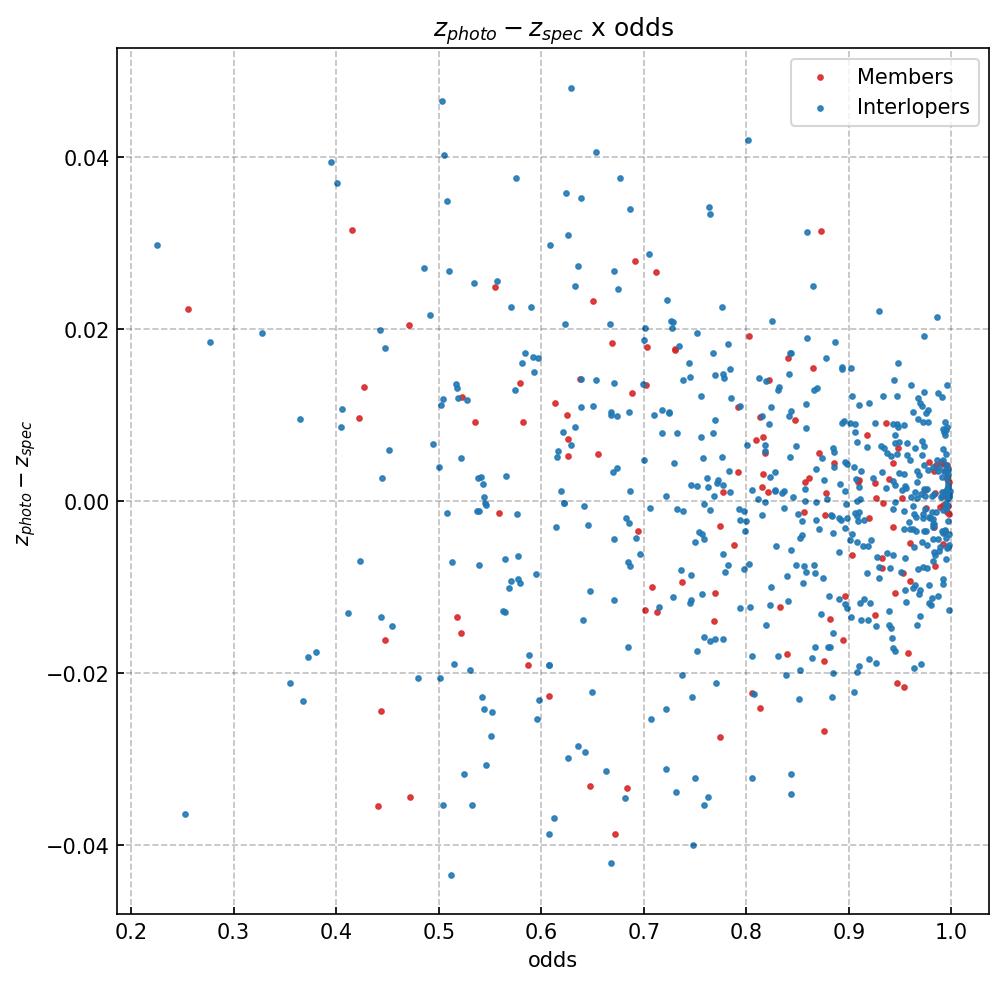 z_photo − z_spec x odds
Members
Interlopers
0.04
0.02
0.00
−0.02
−0.04
z_photo − z_spec
0.2 0.3 0.4 0.5 0.6 0.7 0.8 0.9 1.0
odds